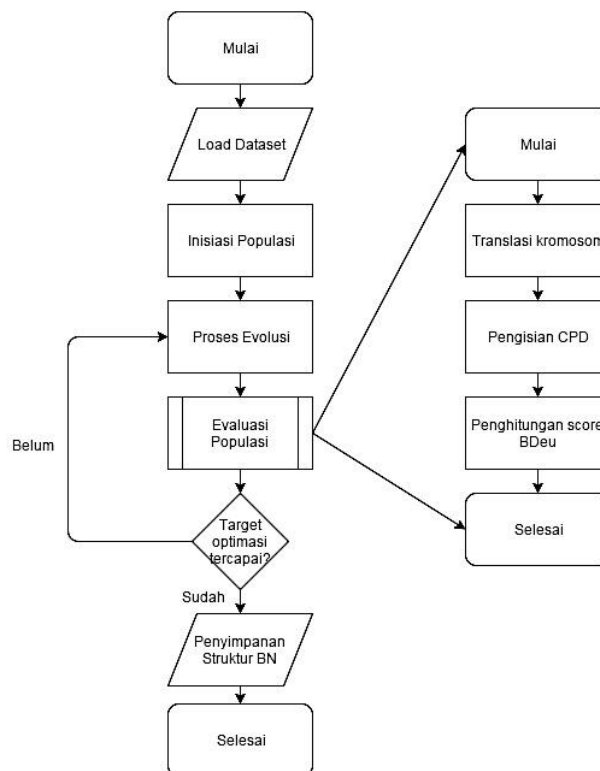 Mulai
Load Dataset
Inisiasi Populasi
Proses Evolusi
Evaluasi
Populasi
Belum
Target
optimasi
tercapai?
Sudah
Penyimpanan
Struktur BN
Selesai
Mulai
Translasi kromosom
Pengisian CPD
Penghitungan score
BDeu
Selesai